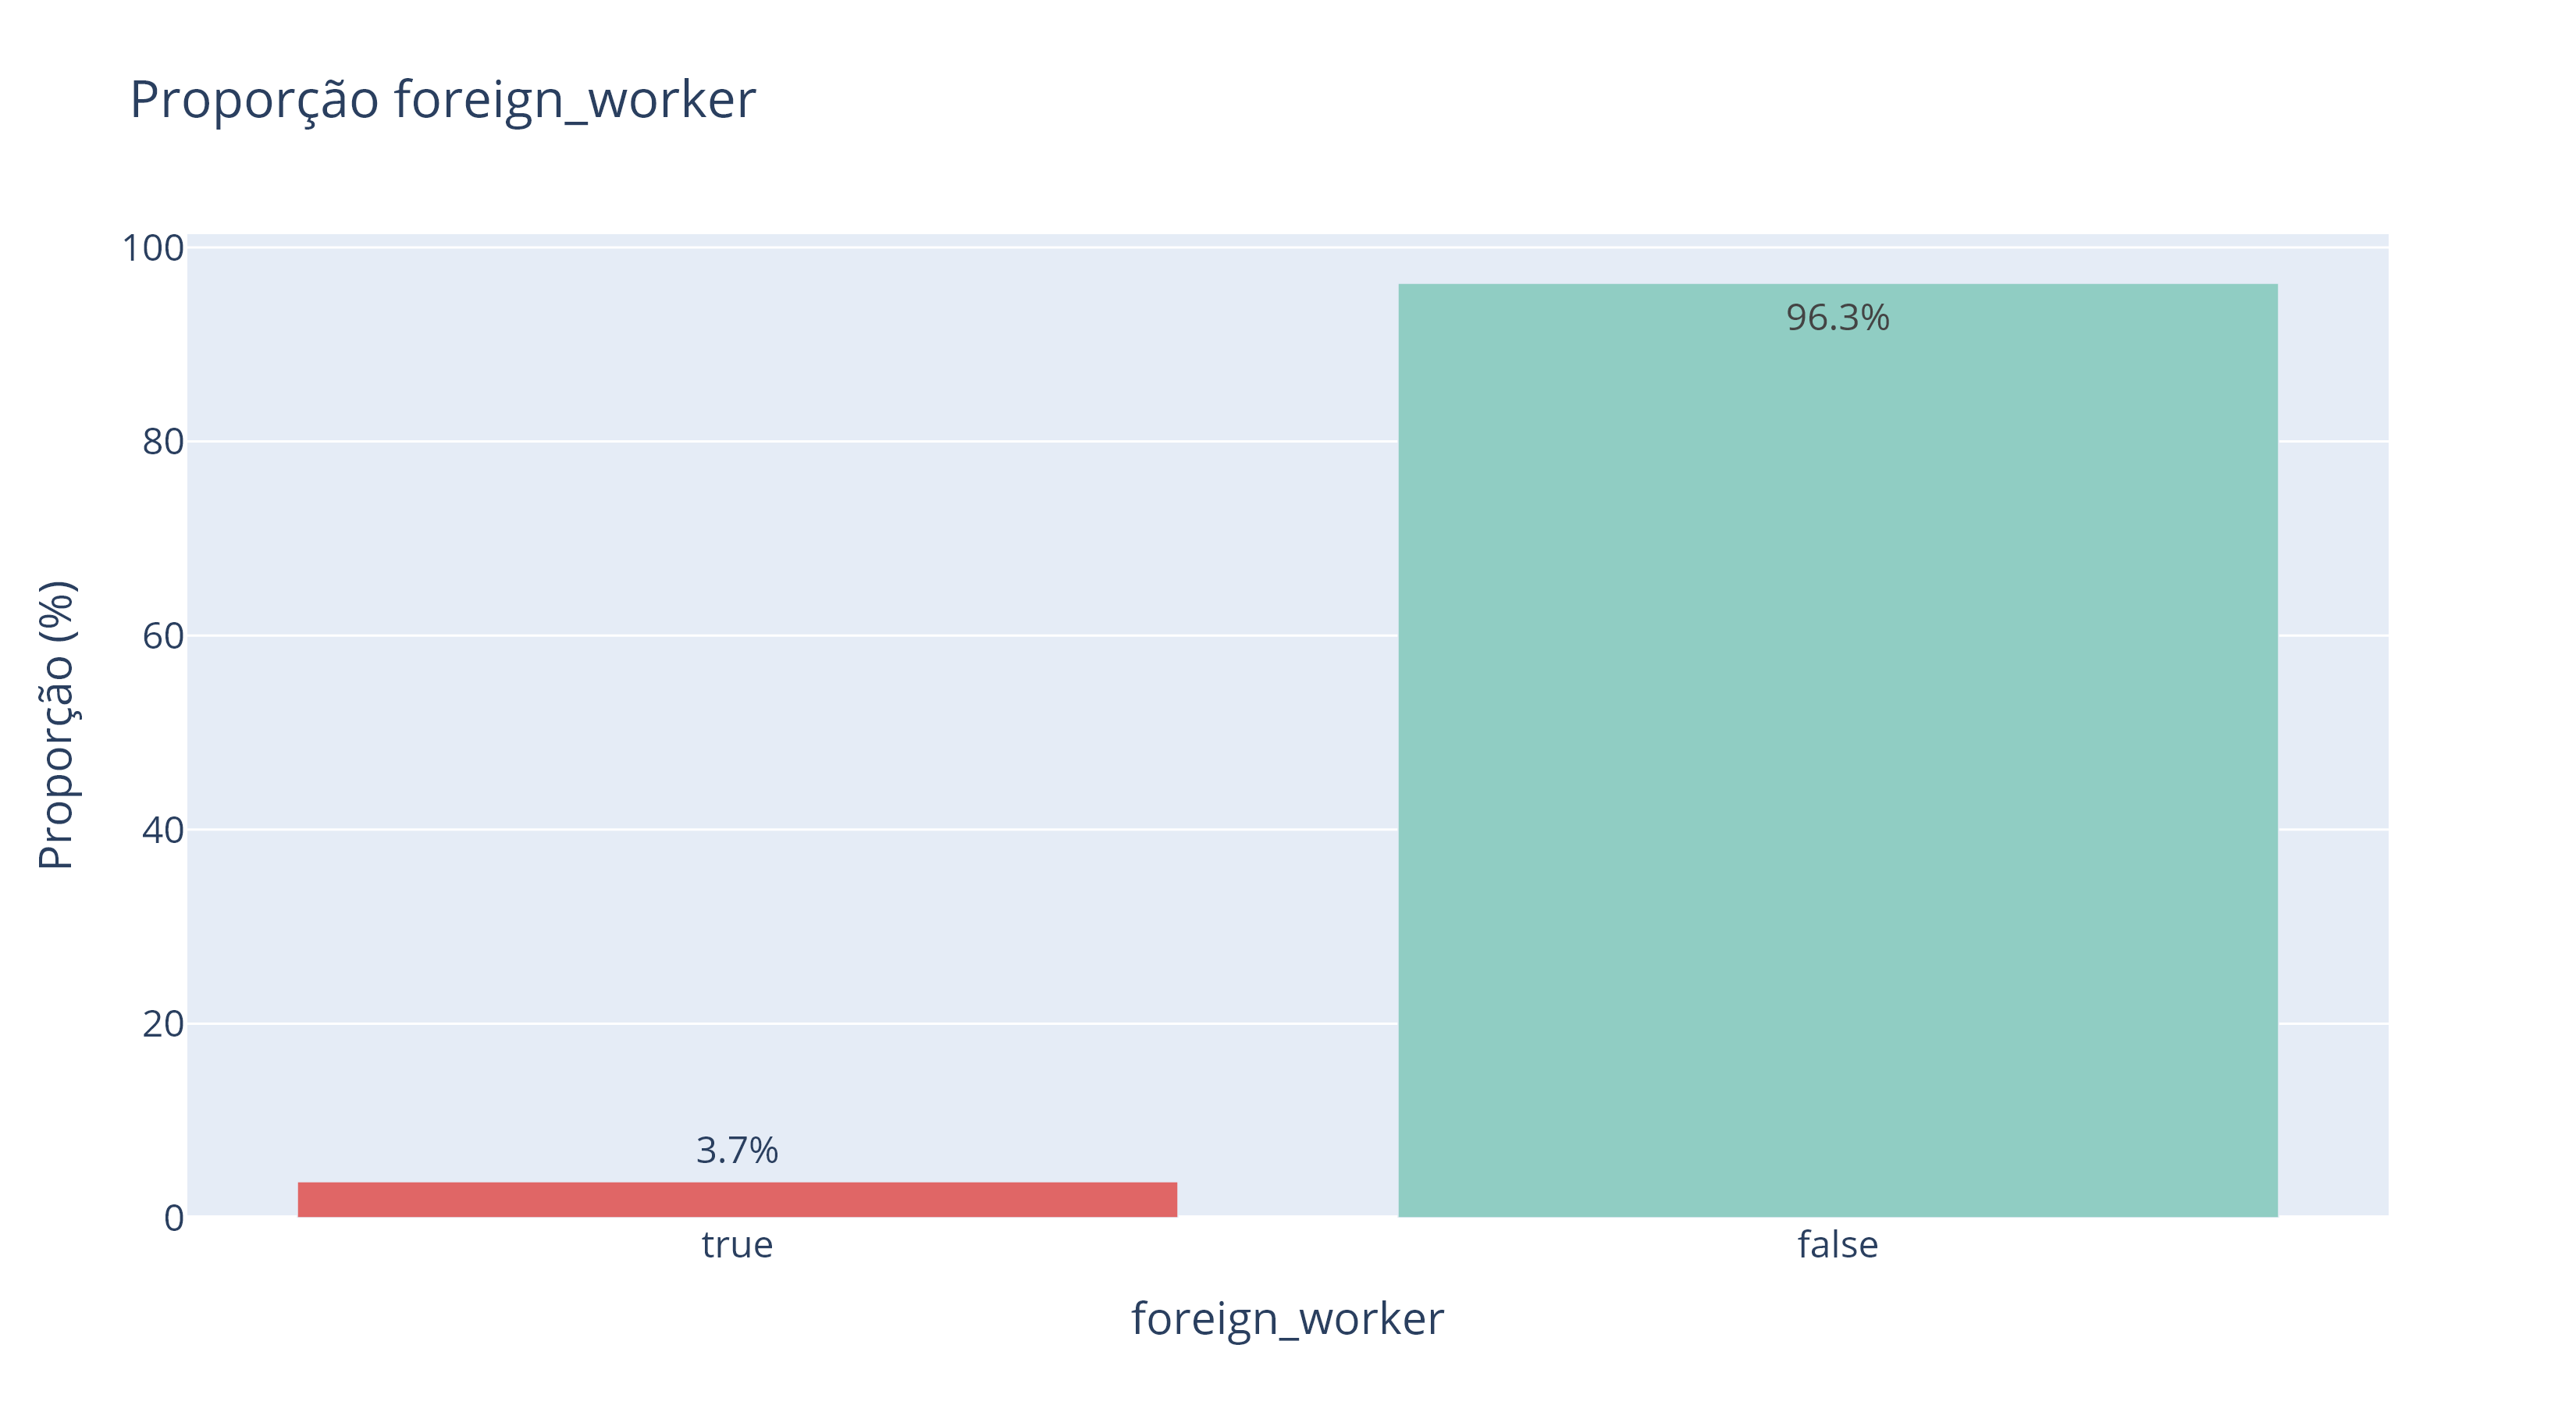 Proporção foreign_worker
Proporção (%)
100
80
60
40
20
0
96.3%
3.7%
true
false
foreign_worker